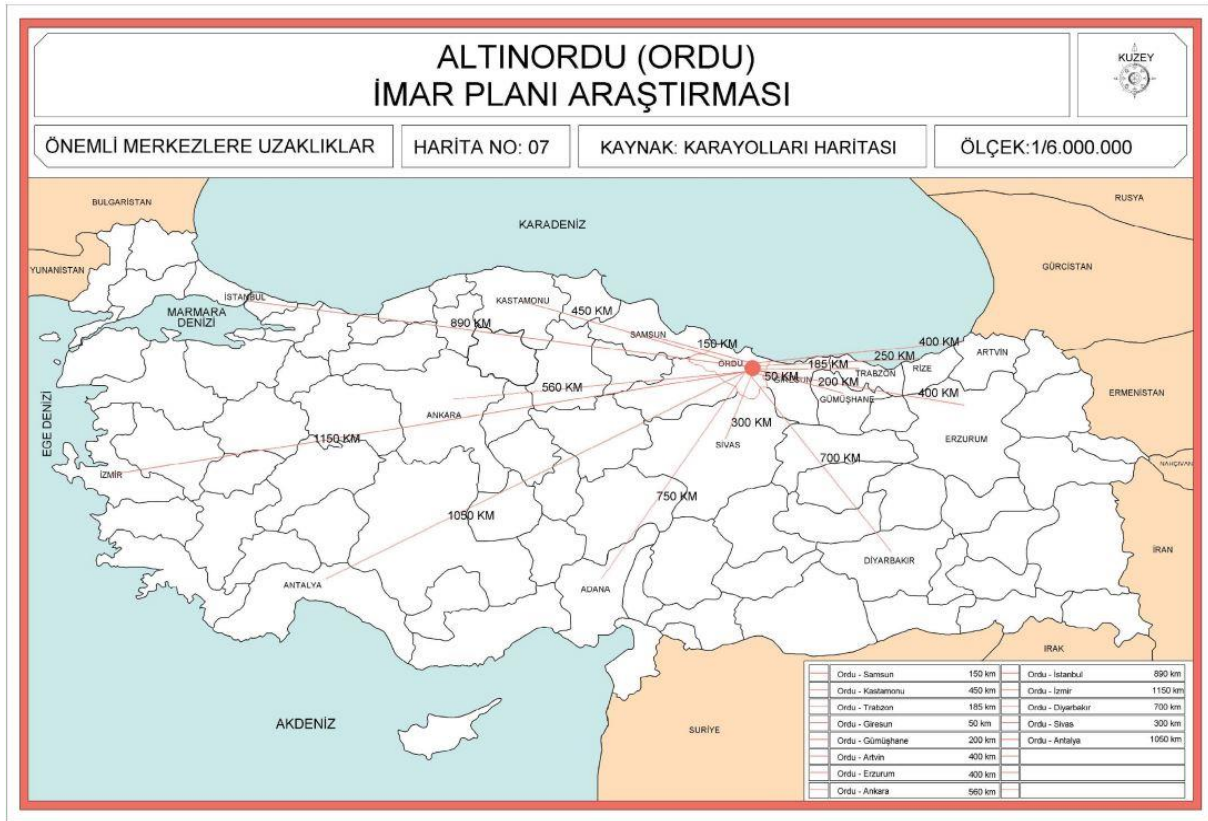 ALTINORDU (ORDU)
İMAR PLANI ARAŞTIRMASI
KUZEY
ÖNEMLİ MERKEZLERE UZAKLIKLAR
HARİTA NO: 07
KAYNAK: KARAYOLLARI HARİTASI
ÖLÇEK:1/6.000.000
BULGARİSTAN
RUSYA
KARADENİZ
YUNANİSTAN
GÜRCİSTAN
İSTANBUL
KASTAMONU
MARMARA
DENİZİ
450 KM
890 KM
SAMSUN
150 KM
400 KM
ARTVİN
250 KM
ORDU
185 KM
RİZE
TRABZON
50 KM
GİRESUN
200 KM
560 KM
400 KM
GÜMÜŞHANE
ERMENİSTAN
EGE DENİZİ
ANKARA
300 KM
1150 KM
SİVAS
ERZURUM
700 KM
NAHÇIVAN
İZMİR
750 KM
1050 KM
İRAN
DİYARBAKIR
ANTALYA
ADANA
IRAK
AKDENİZ
SURİYE
Ordu - Samsun 150 km
Ordu - Kastamonu 450 km
Ordu - Trabzon 185 km
Ordu - Giresun 50 km
Ordu - Gümüşhane 200 km
Ordu - Artvin 400 km
Ordu - Erzurum 400 km
Ordu - Ankara 560 km
Ordu - İstanbul 890 km
Ordu - İzmir 1150 km
Ordu - Diyarbakır 700 km
Ordu - Sivas 300 km
Ordu - Antalya 1050 km